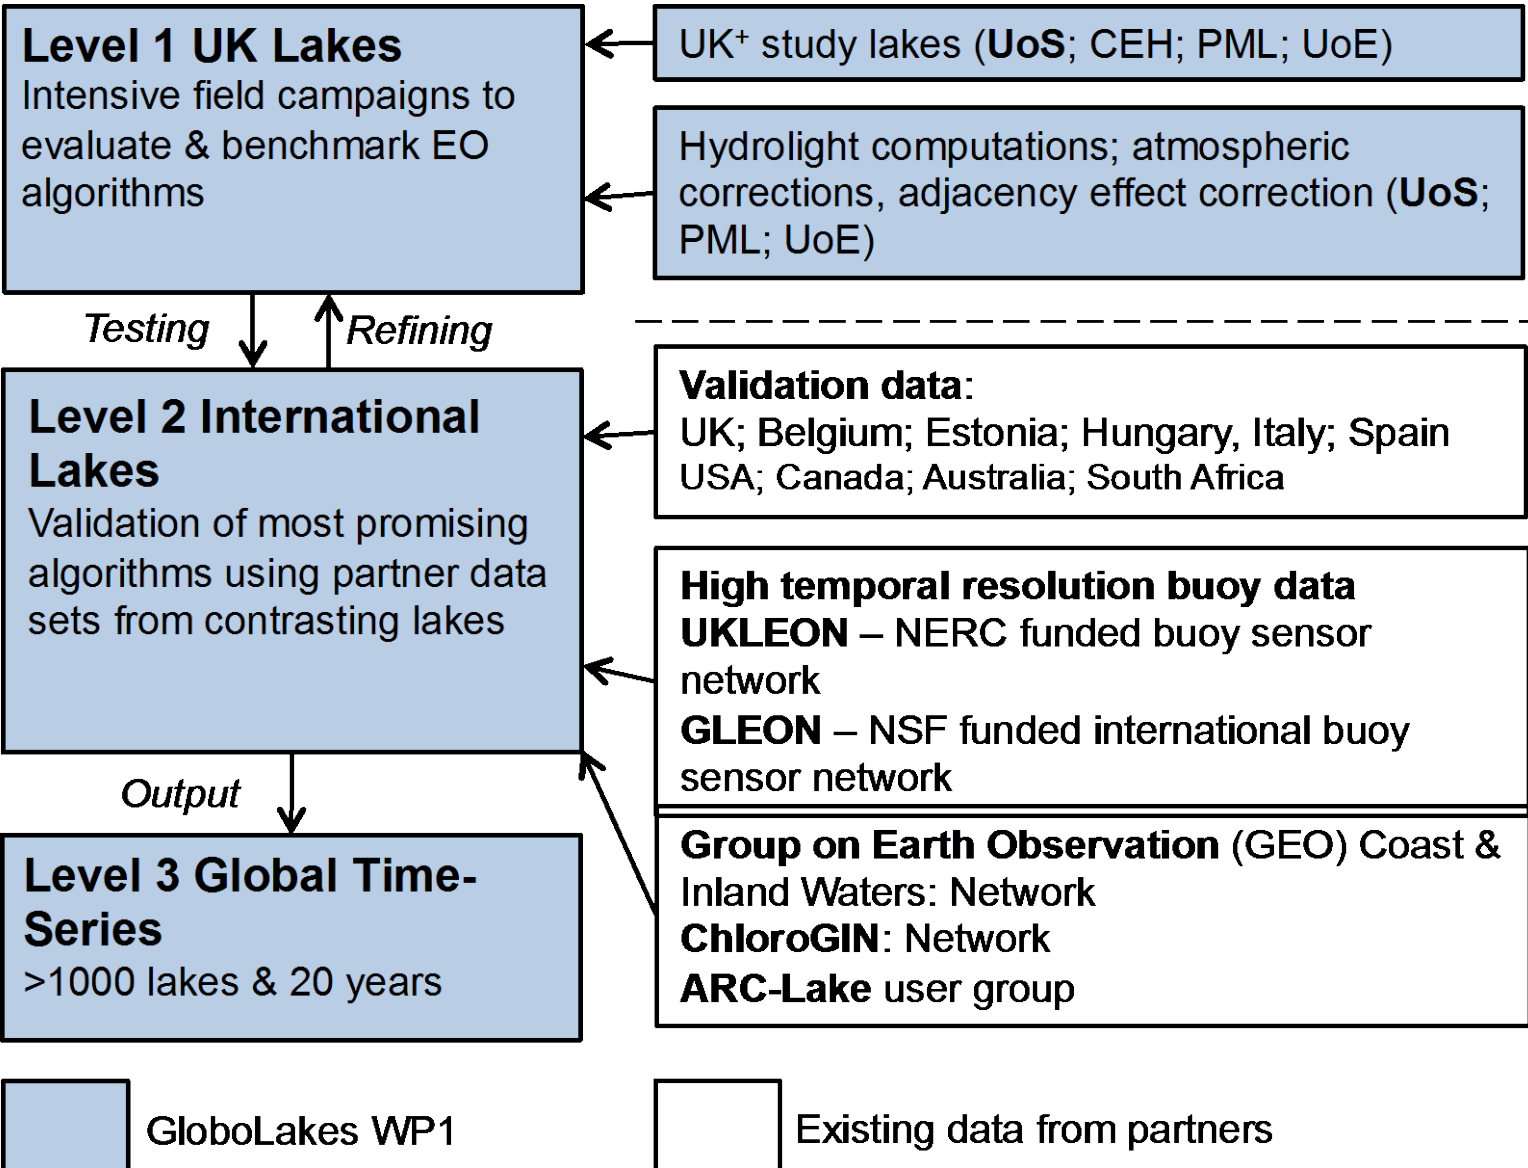 Level 1 UK Lakes
Intensive field campaigns to
evaluate & benchmark EO
algorithms
UK⁺ study lakes (UoS; CEH; PML; UoE)
Hydrolight computations; atmospheric
corrections, adjacency effect correction (UoS;
PML; UoE)
Testing
Refining
Level 2 International
Lakes
Validation of most promising
algorithms using partner data
sets from contrasting lakes
Validation data:
UK; Belgium; Estonia; Hungary, Italy; Spain
USA; Canada; Australia; South Africa
High temporal resolution buoy data
UKLEON – NERC funded buoy sensor
network
GLEON – NSF funded international buoy
sensor network
Group on Earth Observation (GEO) Coast &
Inland Waters: Network
ChloroGIN: Network
ARC-Lake user group
Output
Level 3 Global Time-
Series
>1000 lakes & 20 years
GloboLakes WP1
Existing data from partners